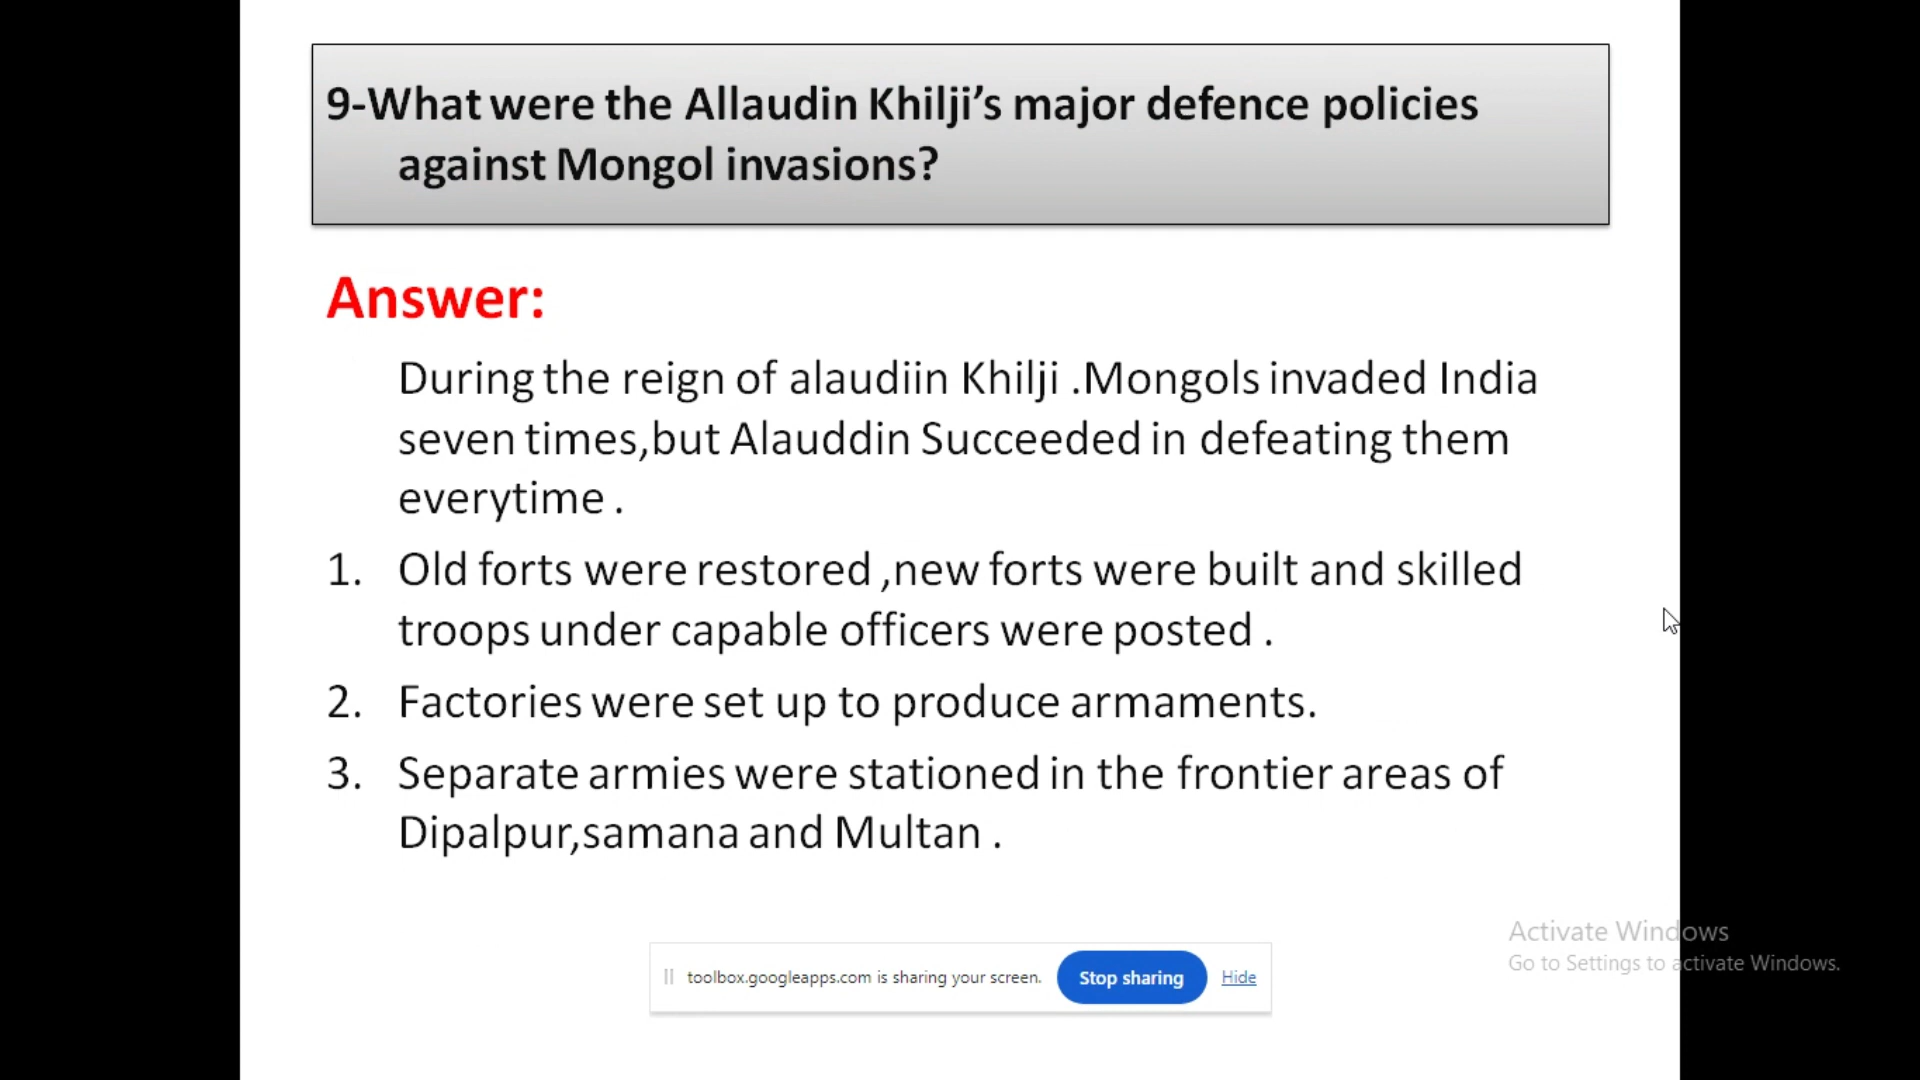 9-What were the Allaudin Khilji’s major defence policies
against Mongol invasions?
Answer:
During the reign of alaudiin Khilji .Mongols invaded India
seven times,but Alauddin Succeeded in defeating them
everytime .
1. Old forts were restored ,new forts were built and skilled
troops under capable officers were posted .
2. Factories were set up to produce armaments.
3. Separate armies were stationed in the frontier areas of
Dipalpur,samana and Multan .
Activate Windows
Go to Settings to activate Windows.
toolbox.googleapps.com is sharing your screen. Stop sharing Hide